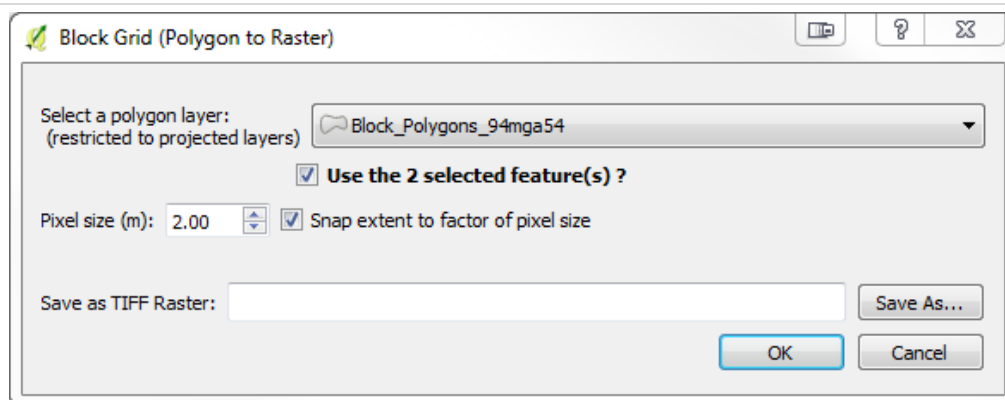 Block Grid (Polygon to Raster)
Select a polygon layer:
(restricted to projected layers)
Block_Polygons_94mga54
Use the 2 selected feature(s) ?
Pixel size (m): 2.00 Snap extent to factor of pixel size
Save as TIFF Raster: Save As...
OK Cancel